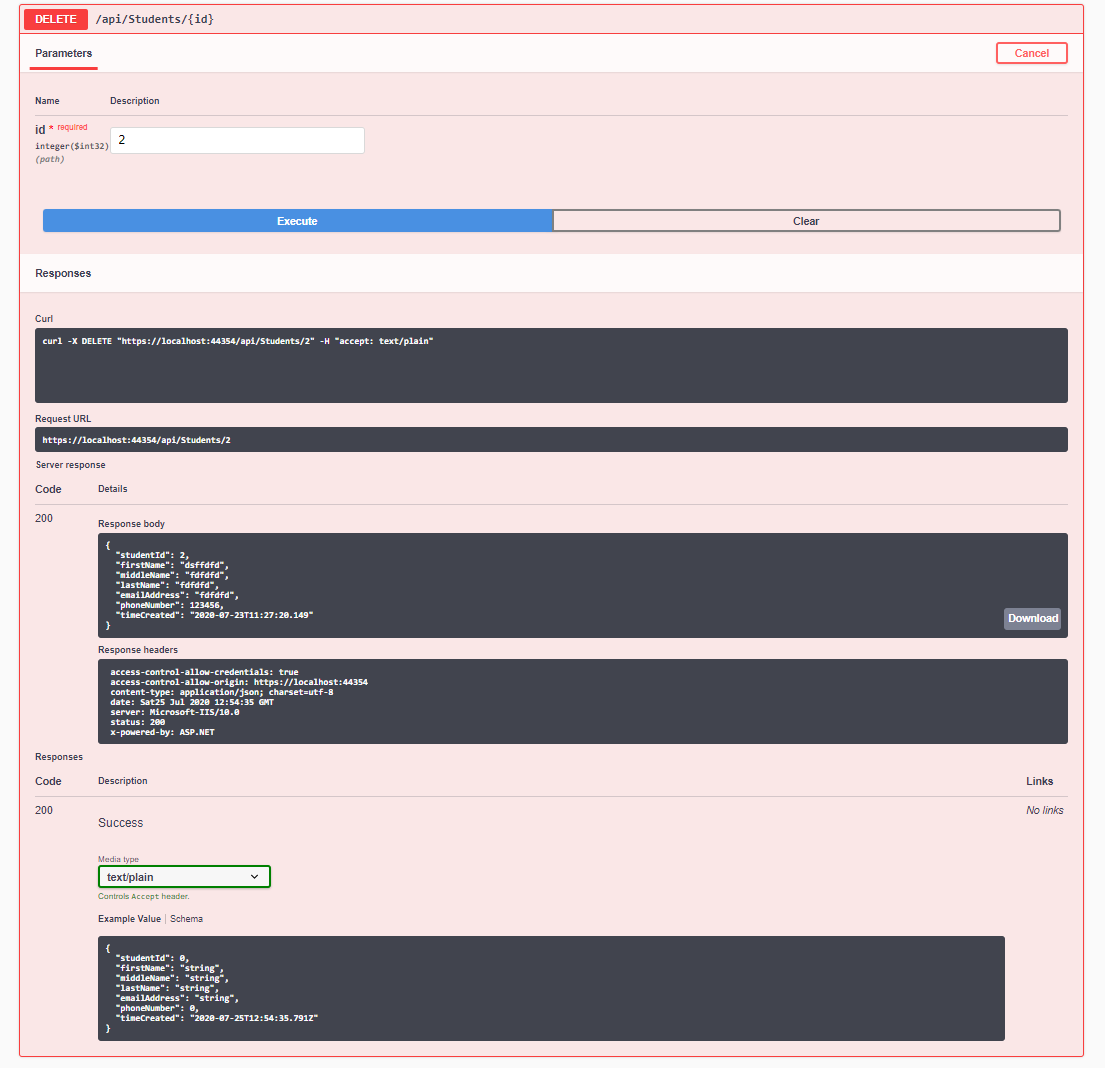 DELETE /api/Students/{id}
Parameters Cancel
Name Description
id * required 2
integer($int32)
(path)
Execute Clear
Responses
Curl
curl -X DELETE "https://localhost:44354/api/Students/2" -H "accept: text/plain"
Request URL
https://localhost:44354/api/Students/2
Server response
Code Details
200
Response body
{
"studentId": 2,
"firstName": "dsffdfd",
"middleName": "fdfdfd",
"lastName": "fdfdfd",
"emailAddress": "fdfdfd",
"phoneNumber": 123456,
"timeCreated": "2020-07-23T11:27:20.149"
}
Download
Response headers
access-control-allow-credentials: true
access-control-allow-origin: https://localhost:44354
content-type: application/json; charset=utf-8
date: Sat25 Jul 2020 12:54:35 GMT
server: Microsoft-IIS/10.0
status: 200
x-powered-by: ASP.NET
Responses
Code Description Links
200 No links
Success
Media type
text/plain
Controls Accept header.
Example Value | Schema
{
"studentId": 0,
"firstName": "string",
"middleName": "string",
"lastName": "string",
"emailAddress": "string",
"phoneNumber": 0,
"timeCreated": "2020-07-25T12:54:35.791Z"
}